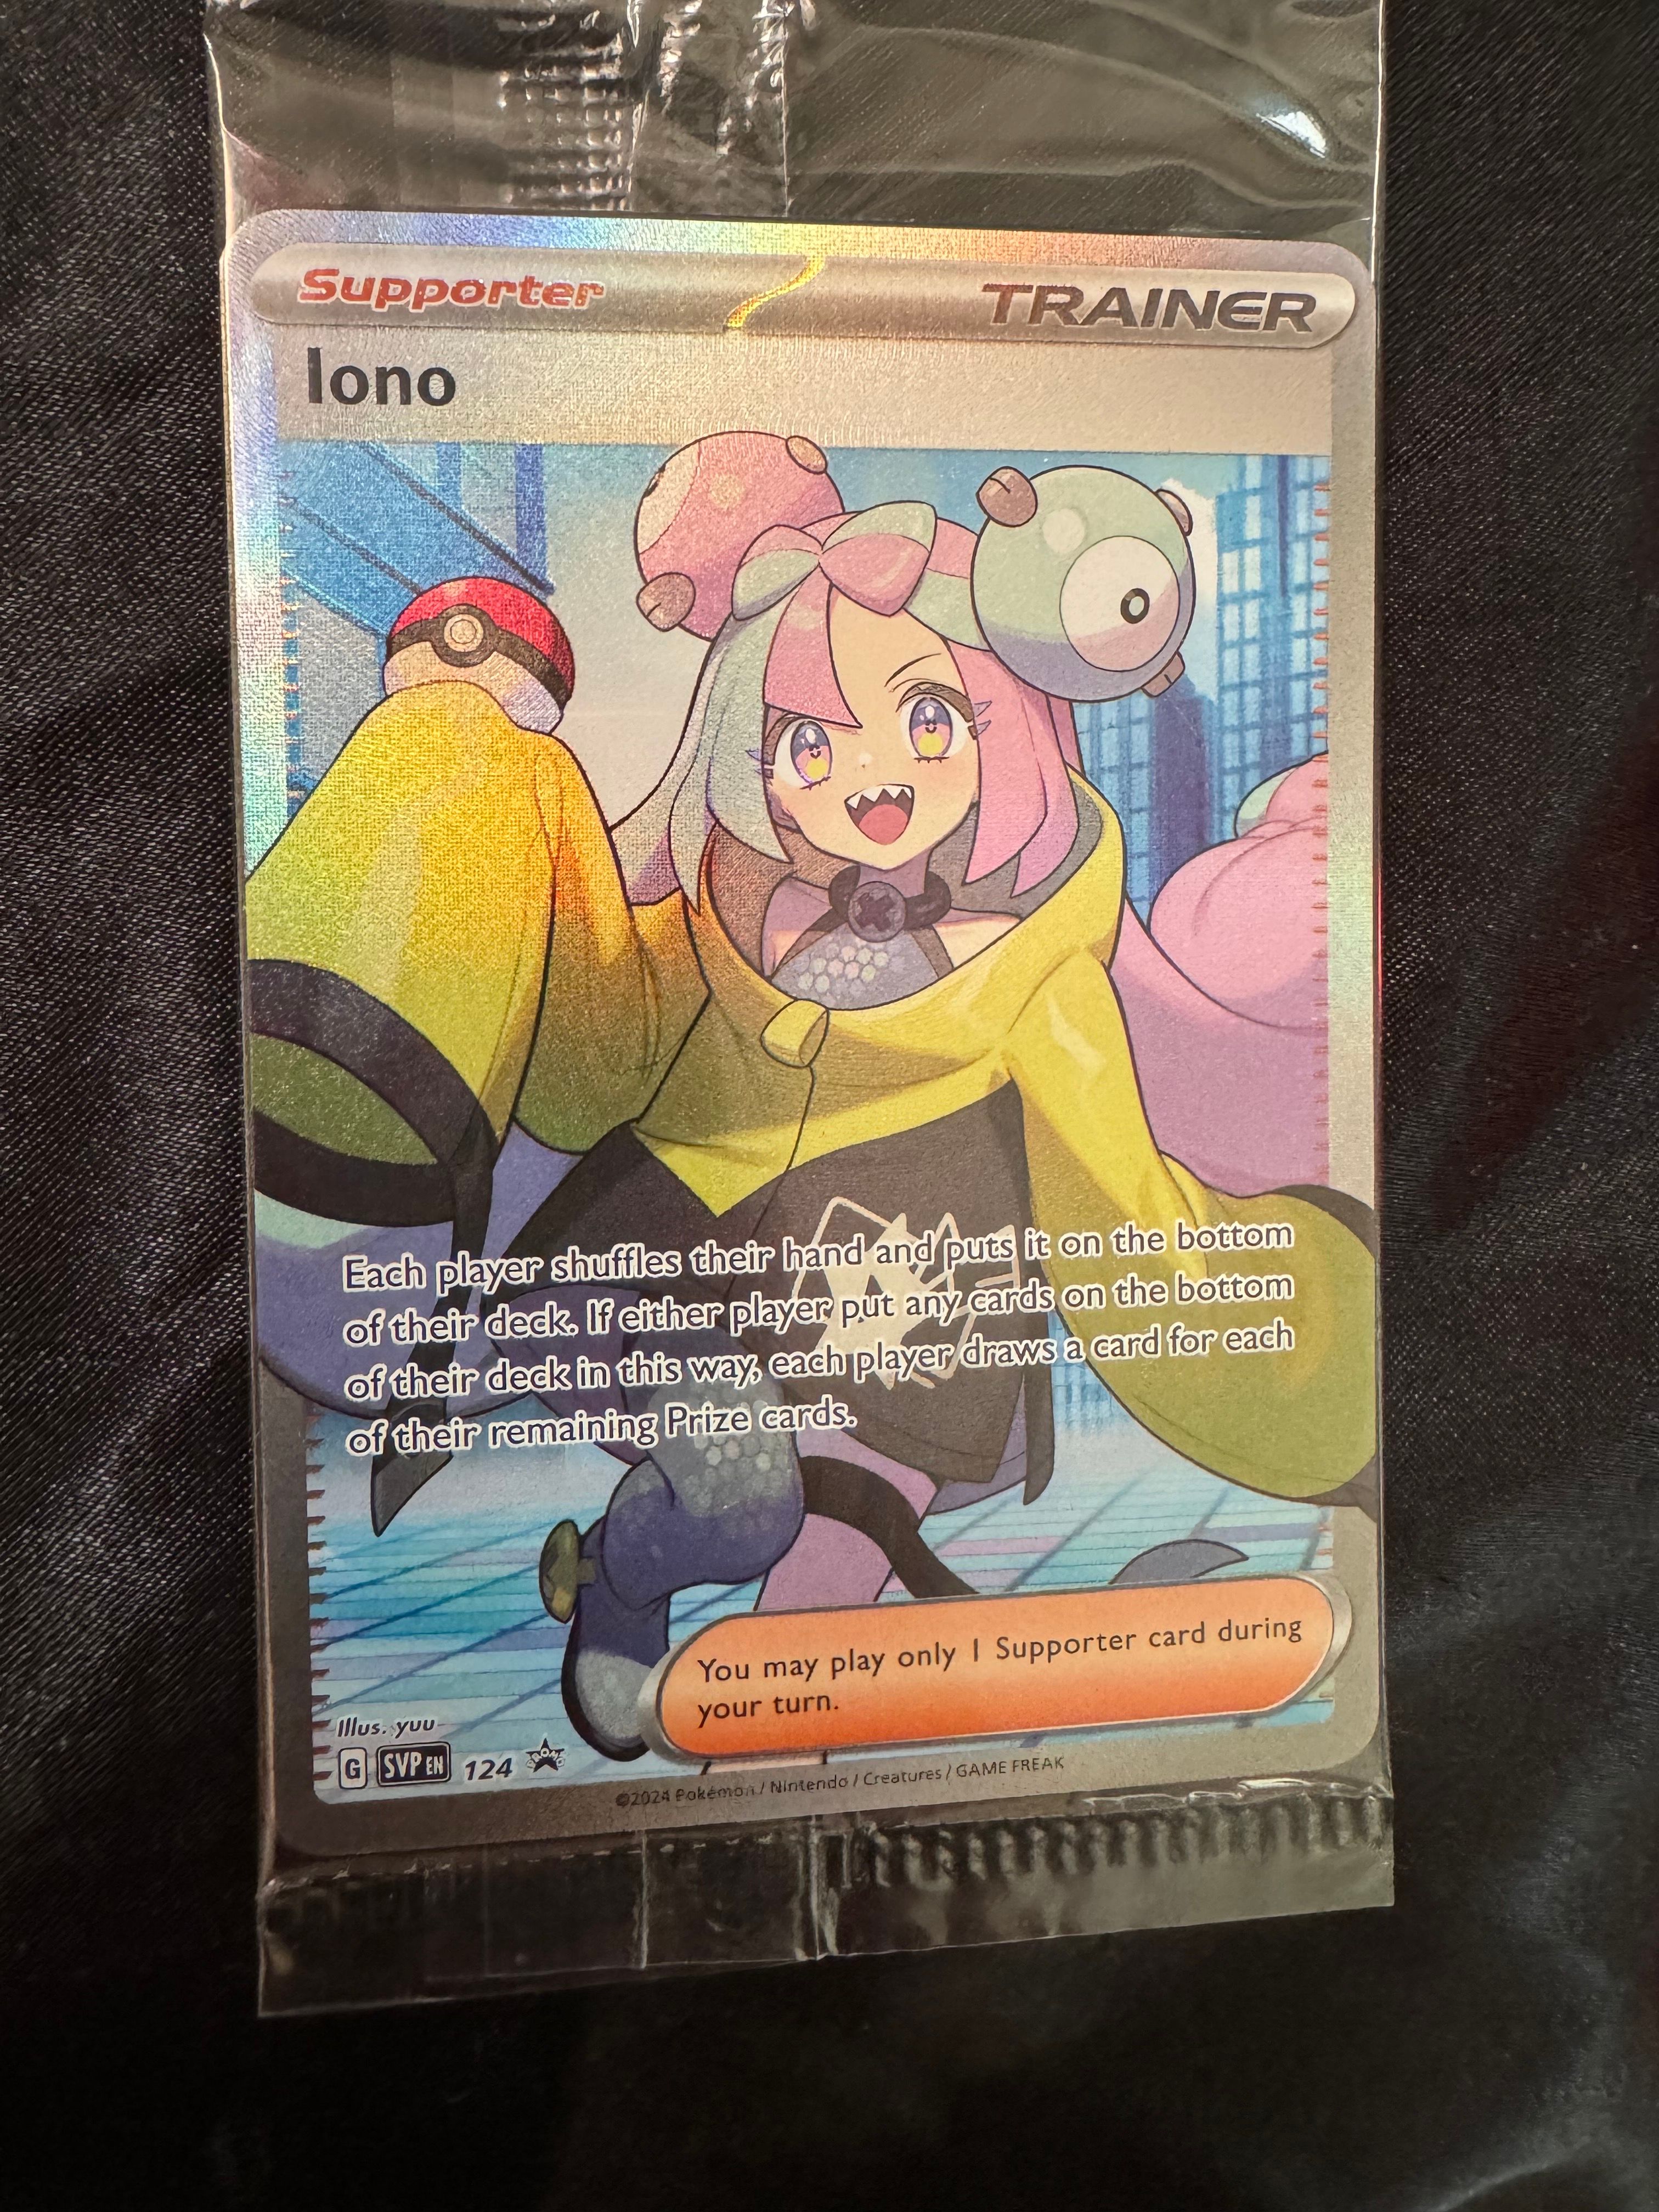 Supporter TRAINER
Iono
Each player shuffles their hand and puts it on the bottom
of their deck. If either player put any cards on the bottom
of their deck in this way, each player draws a card for each
of their remaining Prize cards.
You may play only 1 Supporter card during
your turn.
Illus. yuu
G SVP EN 124 PROMO
©2024 Pokémon / Nintendo / Creatures / GAME FREAK